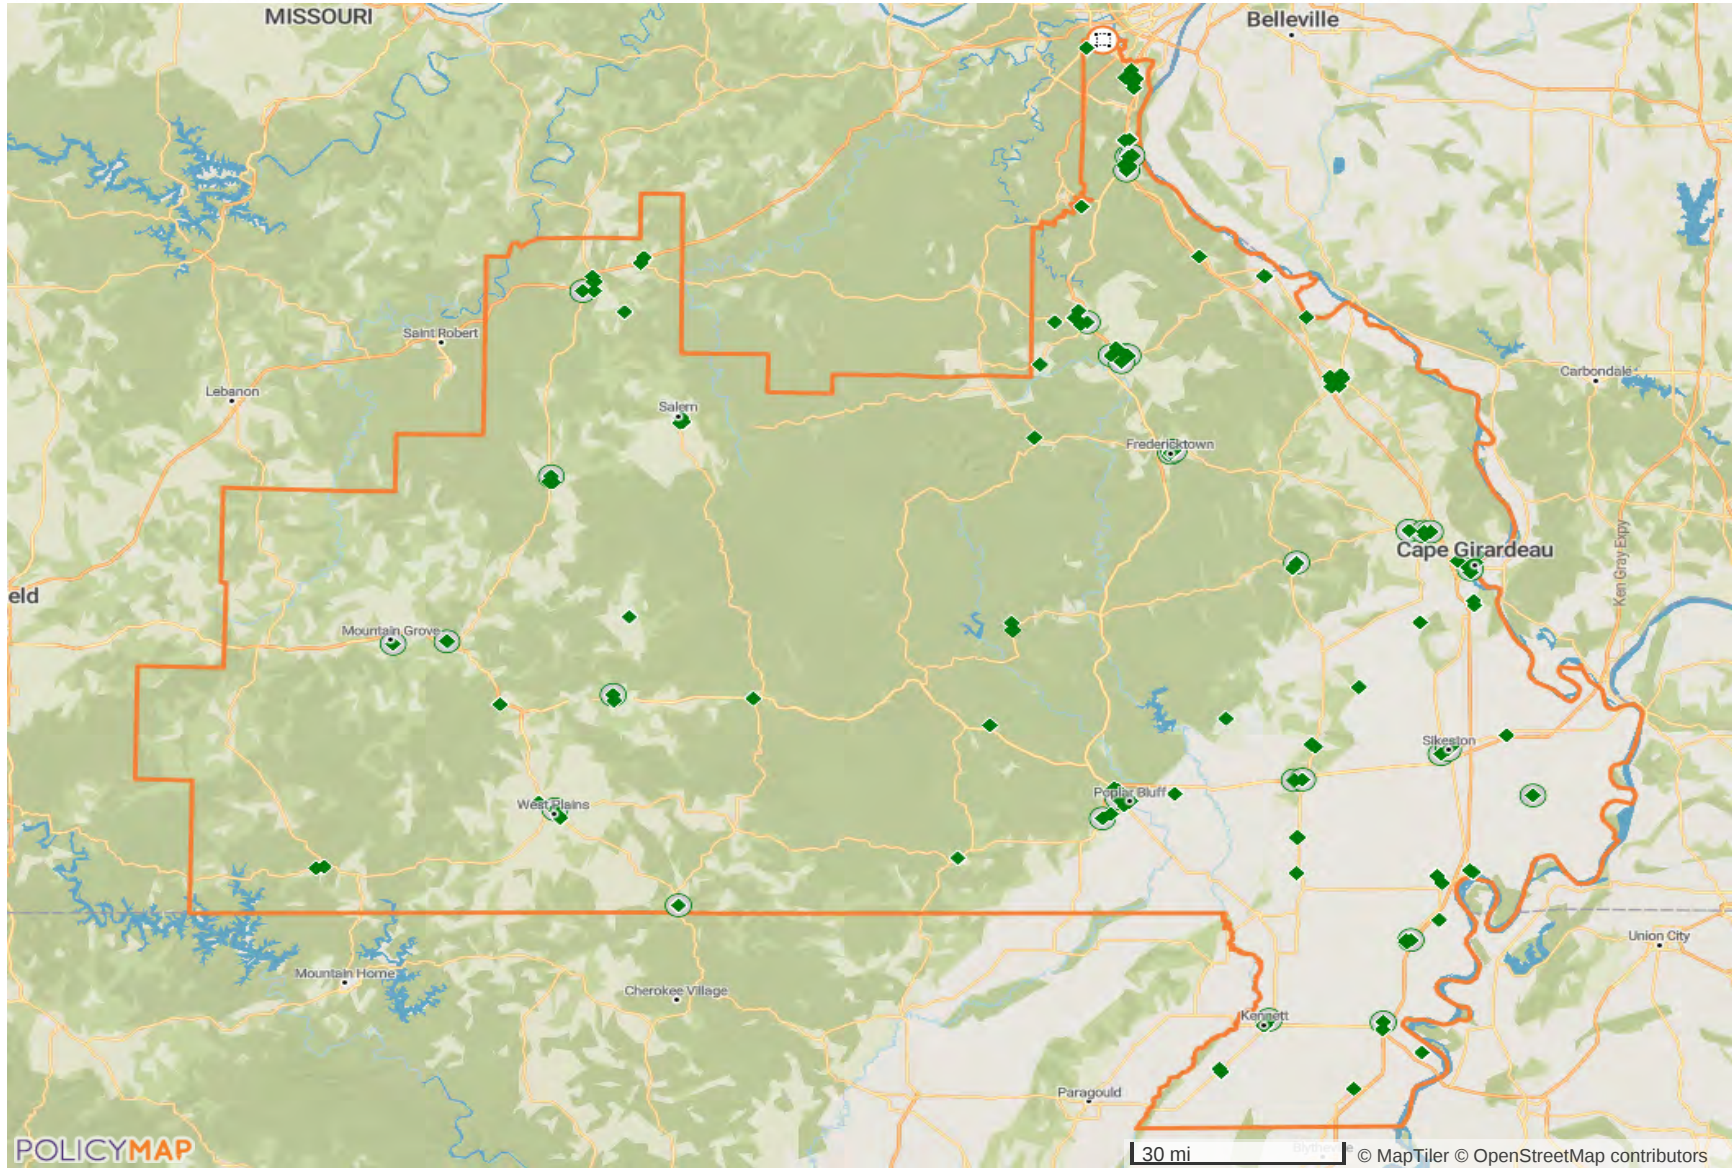 MISSOURI
Belleville
Saint Robert
Lebanon
Carbondale
Salem
Fredericktown
Ken Gray Expy
Cape Girardeau
eld
Mountain Grove
Sikeston
Poplar Bluff
West Plains
Union City
Mountain Home
Cherokee Village
Kennett
Paragould
Blytheville
POLICYMAP
30 mi
© MapTiler © OpenStreetMap contributors